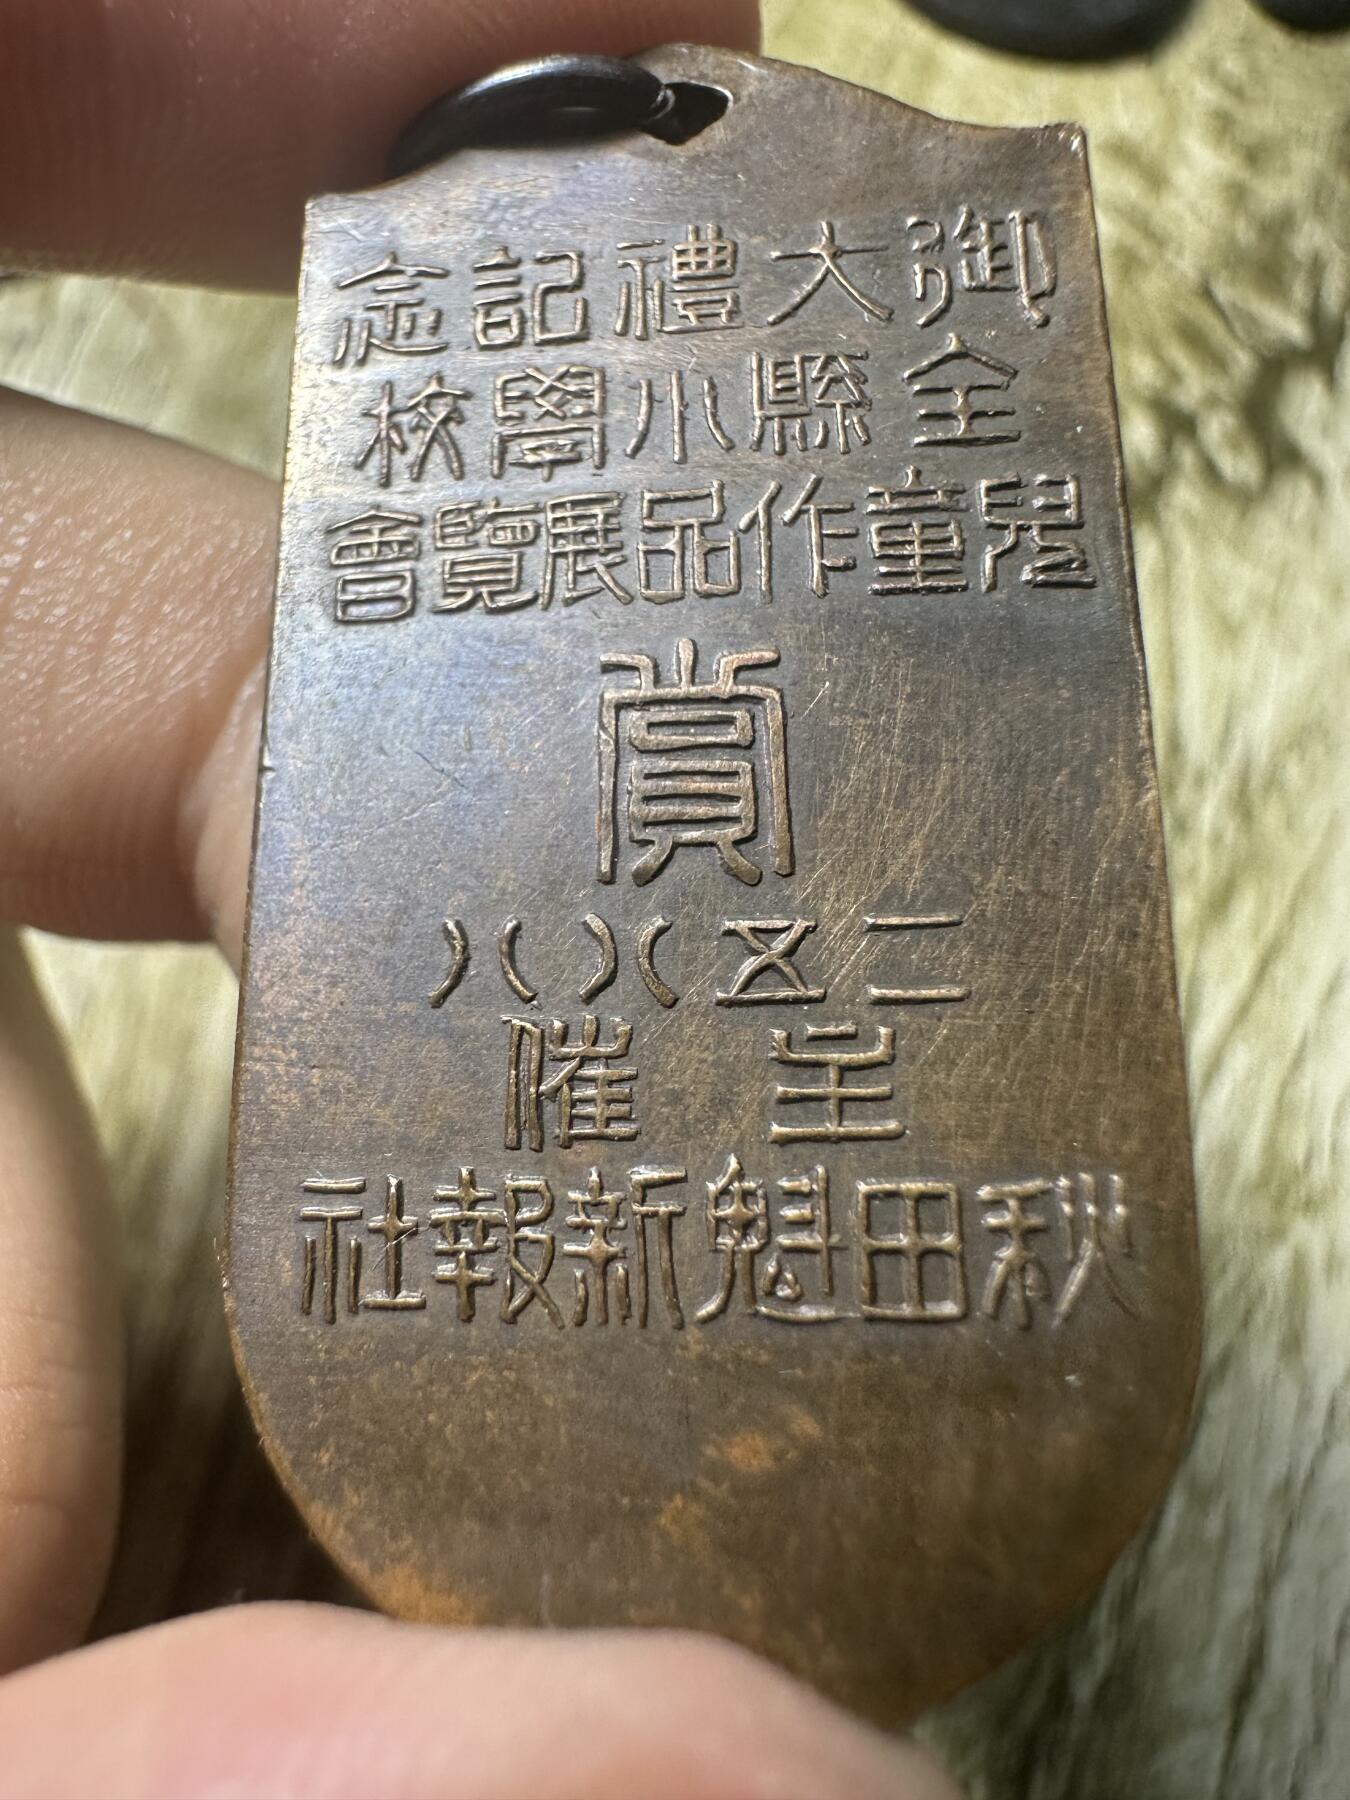 御大禮記念
全縣小學校
兒童作品展覽會
賞
二五八八
主催
秋田魁新報社